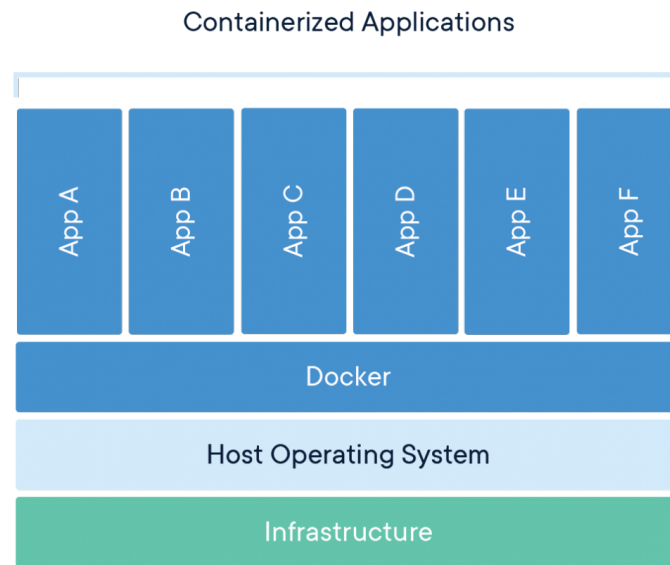 Containerized Applications
App A
App B
App C
App D
App E
App F
Docker
Host Operating System
Infrastructure